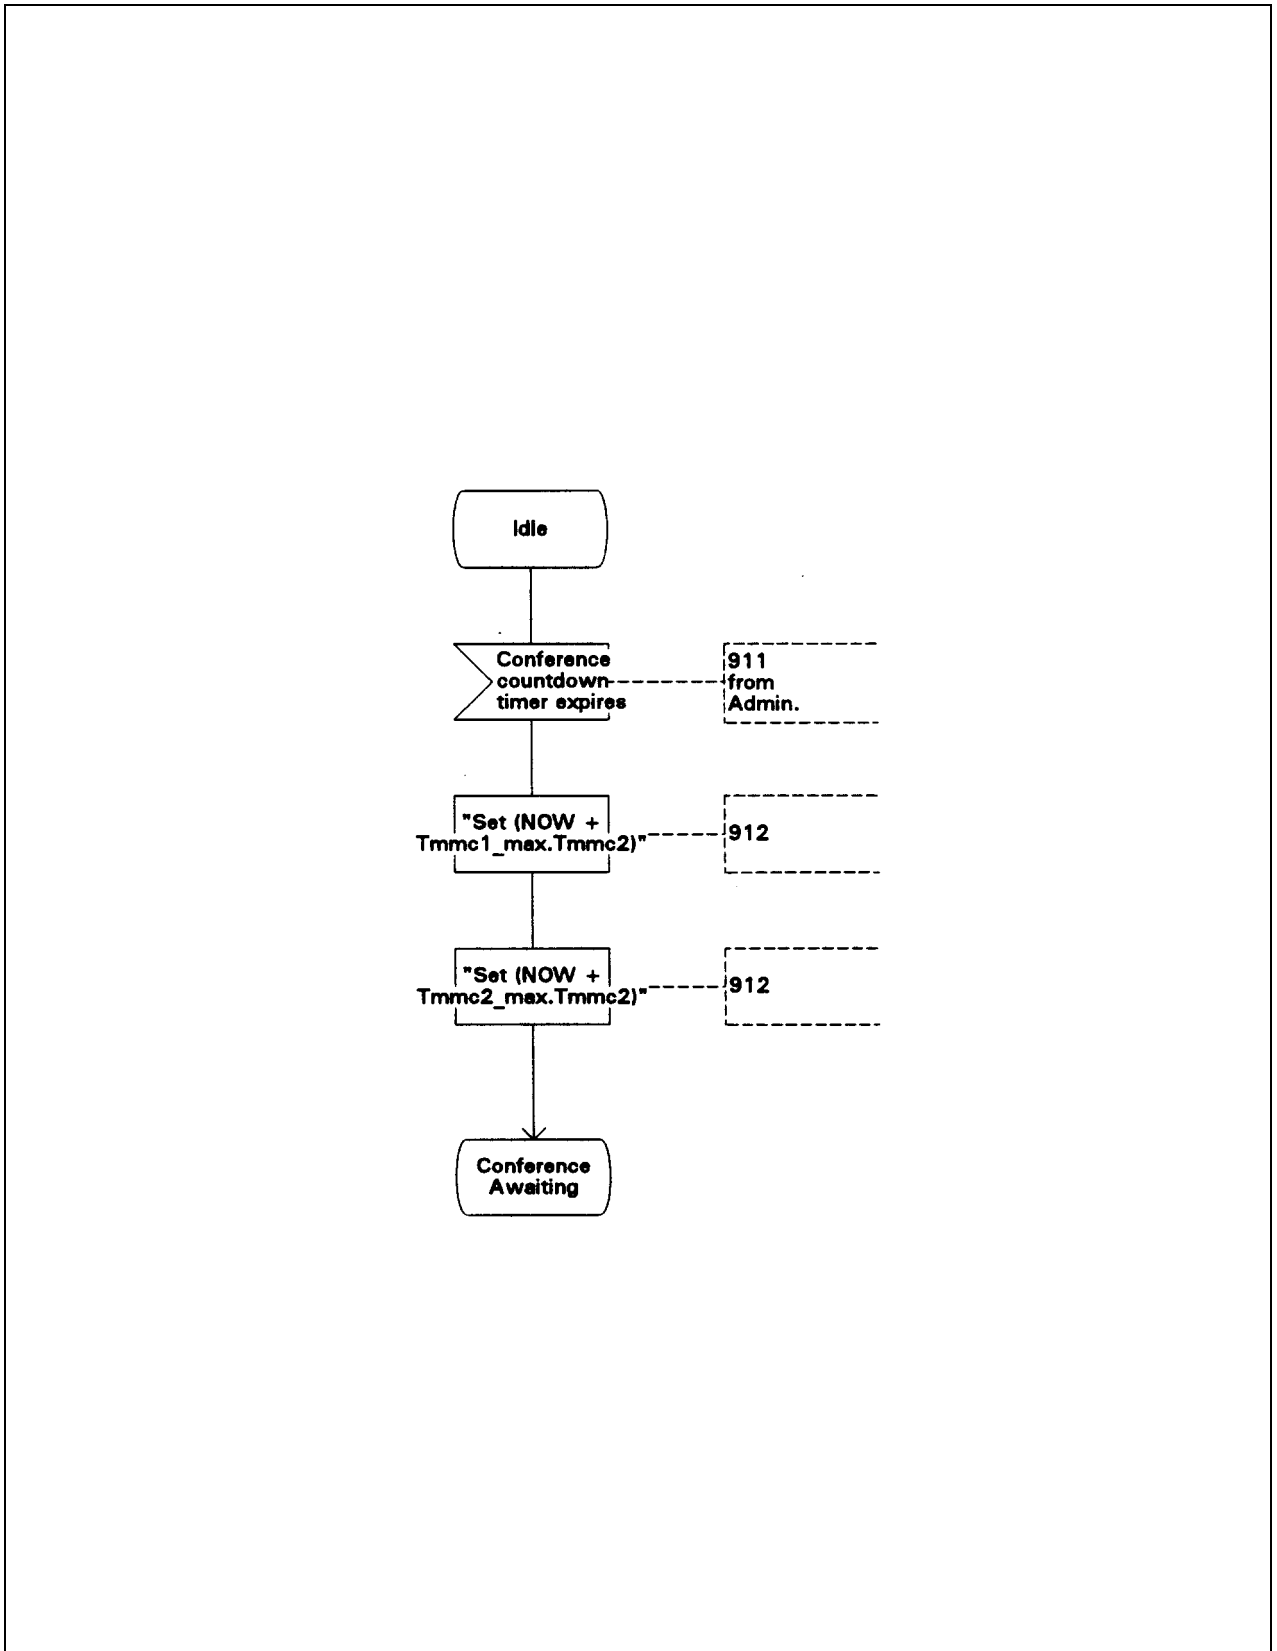 Idle
Conference
countdown
timer expires
911
from
Admin.
"Set (NOW +
Tmmc1_max.Tmmc2)"
912
"Set (NOW +
Tmmc2_max.Tmmc2)"
912
Conference
Awaiting